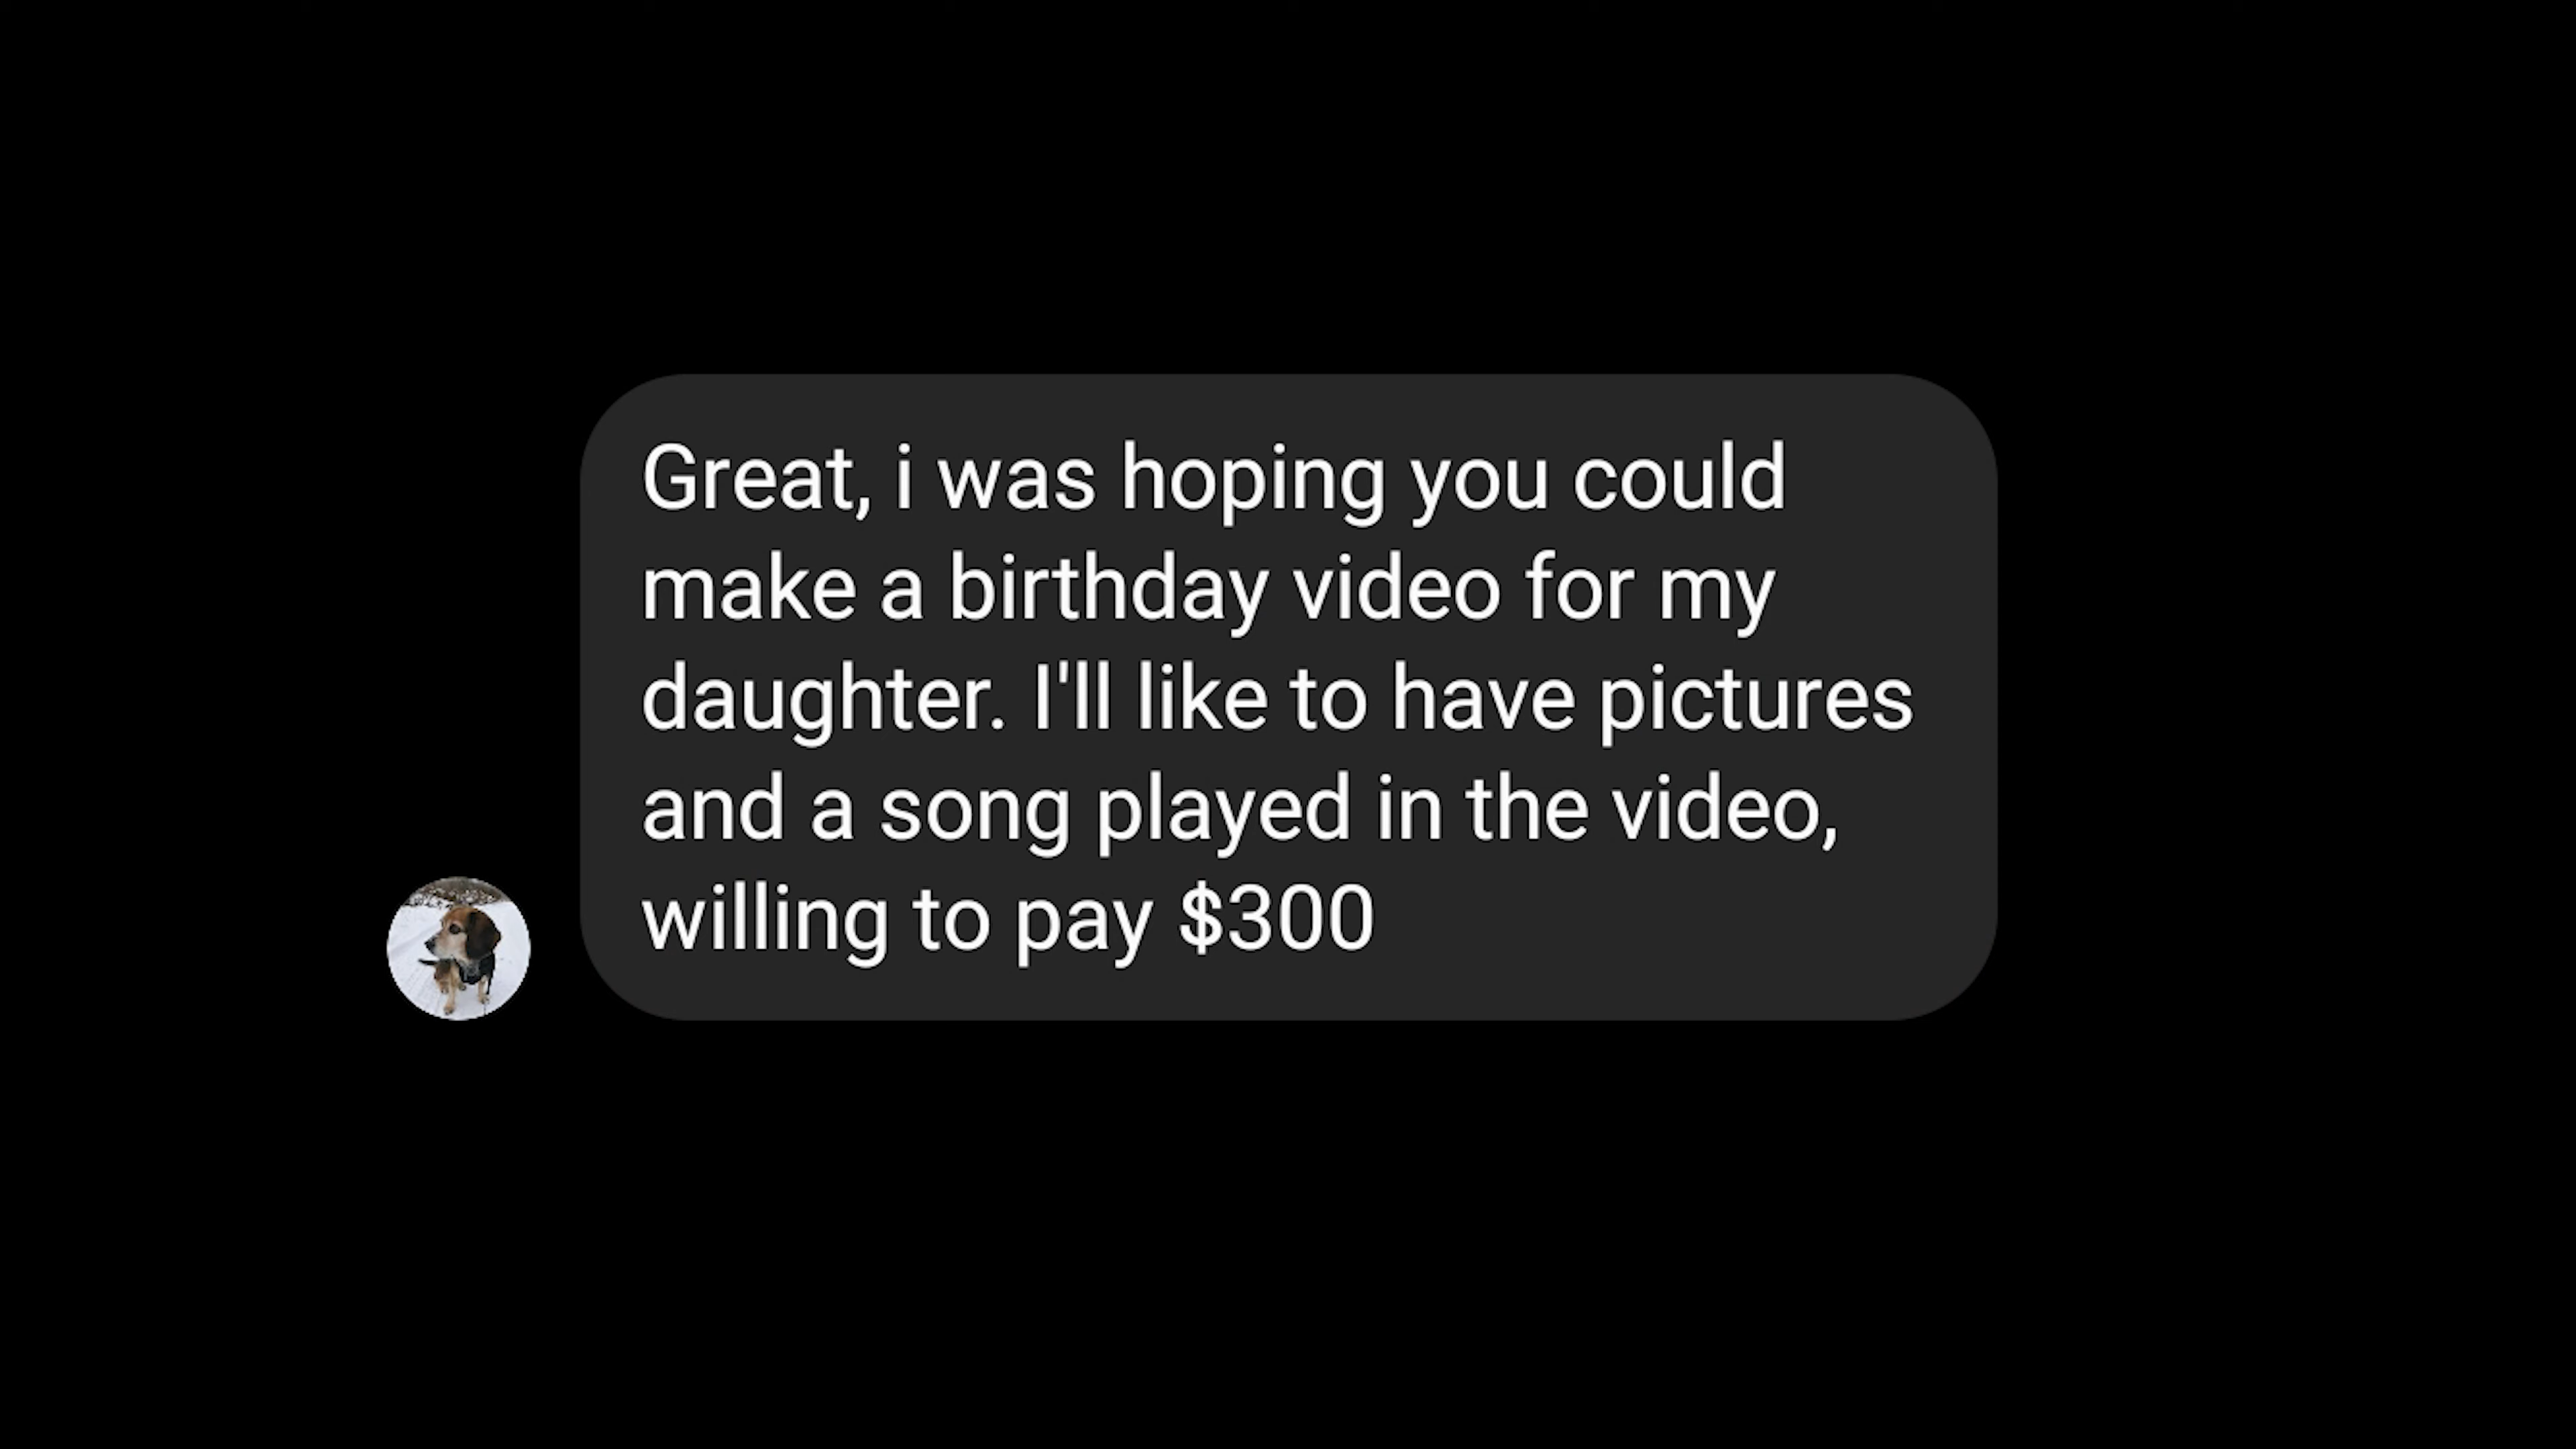 Great, i was hoping you could
make a birthday video for my
daughter. I'll like to have pictures
and a song played in the video,
willing to pay $300